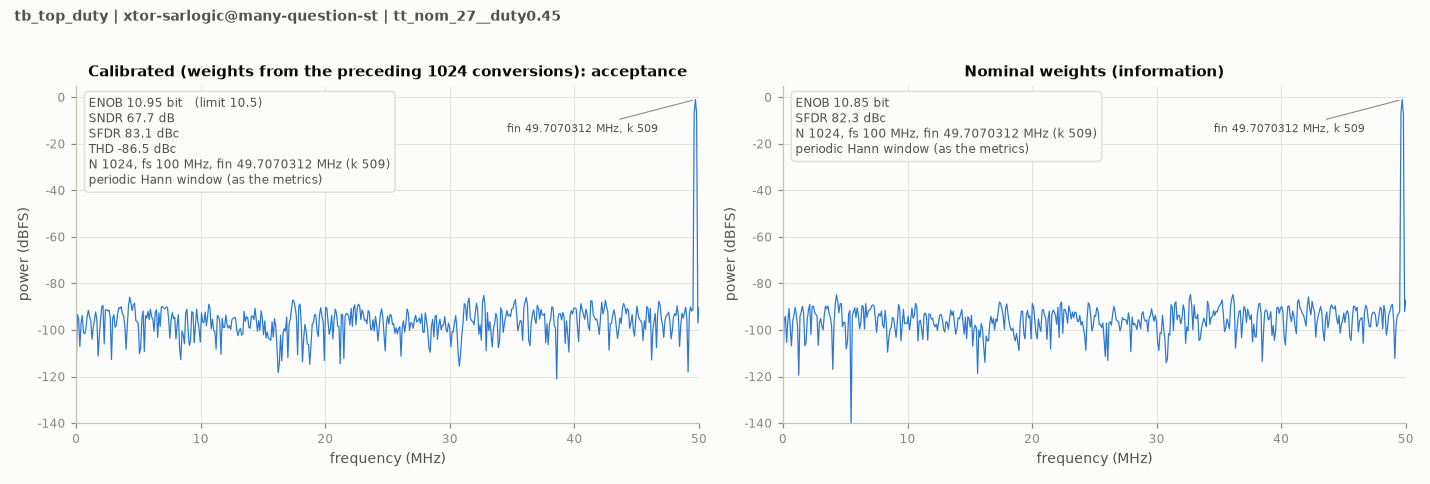 tb_top_duty | xtor-sarlogic@many-question-st | tt_nom_27__duty0.45
Calibrated (weights from the preceding 1024 conversions): acceptance
ENOB 10.95 bit (limit 10.5)
SNDR 67.7 dB
SFDR 83.1 dBc
THD -86.5 dBc
N 1024, fs 100 MHz, fin 49.7070312 MHz (k 509)
periodic Hann window (as the metrics)
fin 49.7070312 MHz, k 509
0
-20
-40
-60
-80
-100
-120
-140
power (dBFS)
0 10 20 30 40 50
frequency (MHz)
Nominal weights (information)
ENOB 10.85 bit
SFDR 82.3 dBc
N 1024, fs 100 MHz, fin 49.7070312 MHz (k 509)
periodic Hann window (as the metrics)
fin 49.7070312 MHz, k 509
0
-20
-40
-60
-80
-100
-120
-140
power (dBFS)
0 10 20 30 40 50
frequency (MHz)